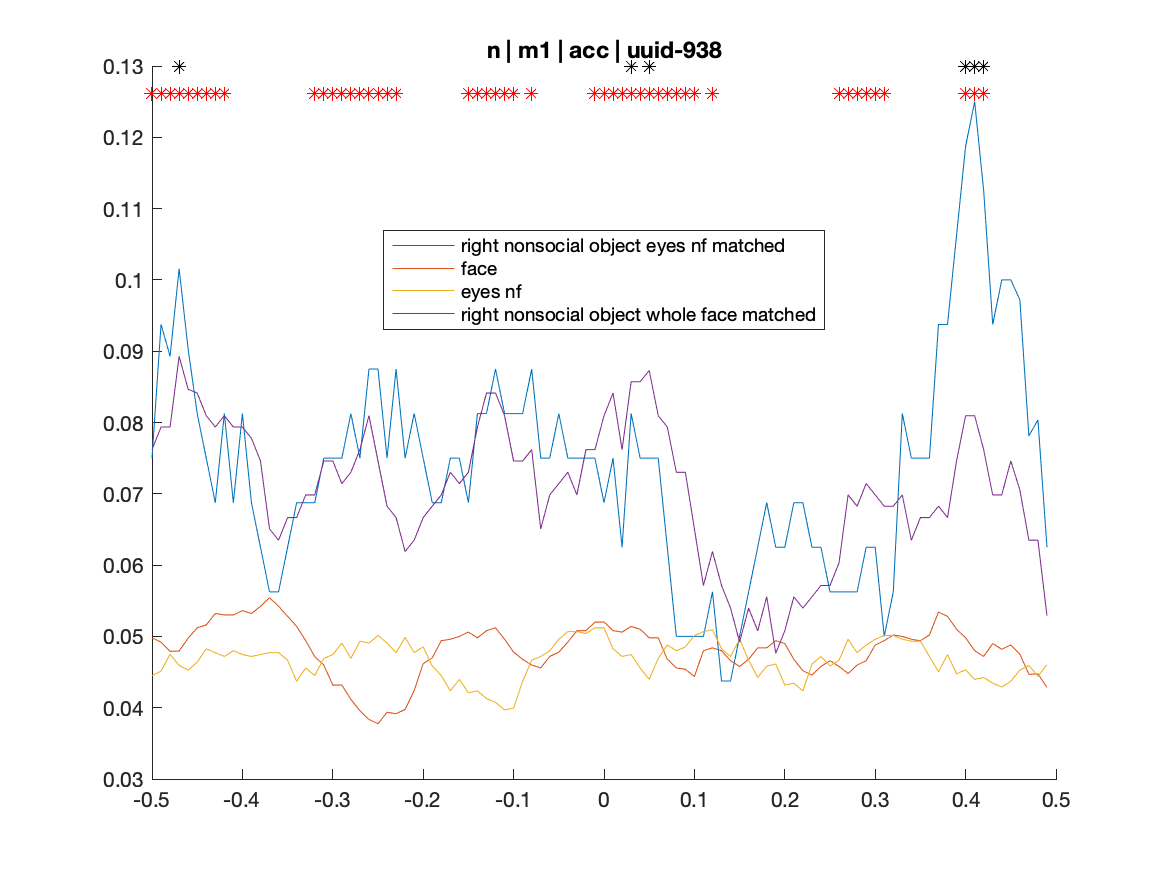 n | m1 | acc | uuid-938
0.13
0.12
0.11
0.1
0.09
0.08
0.07
0.06
0.05
0.04
0.03
right nonsocial object eyes nf matched
face
eyes nf
right nonsocial object whole face matched
-0.5 -0.4 -0.3 -0.2 -0.1 0 0.1 0.2 0.3 0.4 0.5